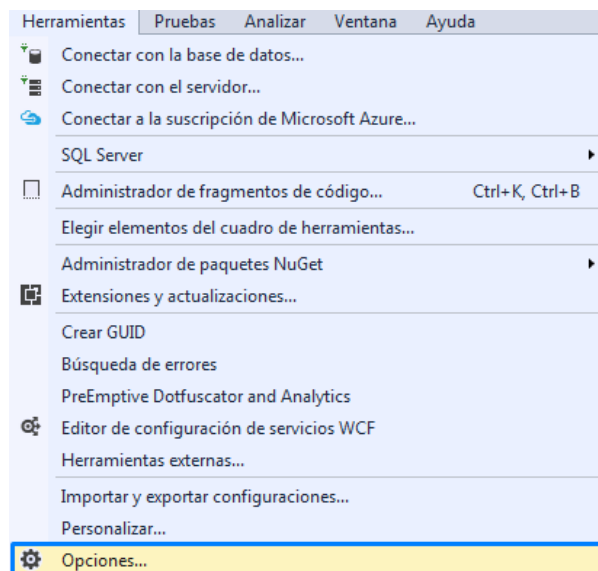 Herramientas Pruebas Analizar Ventana Ayuda
Conectar con la base de datos...
Conectar con el servidor...
Conectar a la suscripción de Microsoft Azure...
SQL Server
Administrador de fragmentos de código... Ctrl+K, Ctrl+B
Elegir elementos del cuadro de herramientas...
Administrador de paquetes NuGet
Extensiones y actualizaciones...
Crear GUID
Búsqueda de errores
PreEmptive Dotfuscator and Analytics
Editor de configuración de servicios WCF
Herramientas externas...
Importar y exportar configuraciones...
Personalizar...
Opciones...